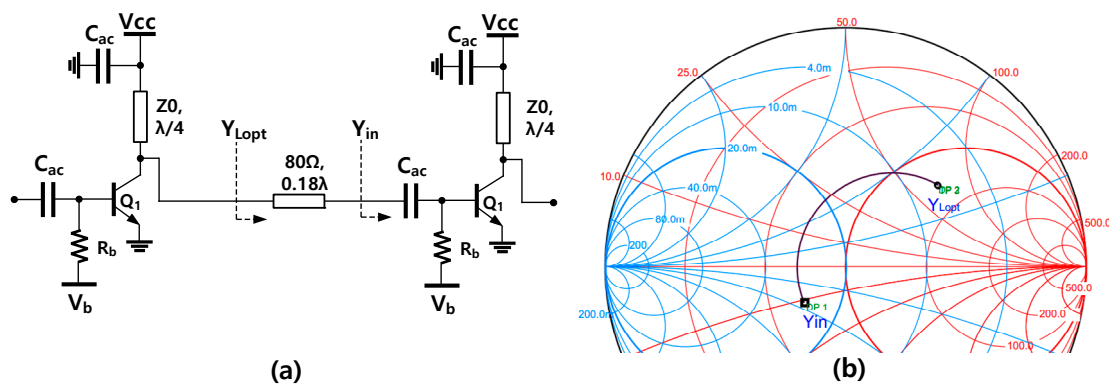 Vcc
Cac
Z0,
λ/4
Cac
Q1
Rb
Vb
YLopt
80Ω,
0.18λ
Yin
Vcc
Cac
Z0,
λ/4
Cac
Q1
Rb
Vb
(a)
50.0
25.0
4.0m
100.0
10.0m
20.0m
10.0
200.0
40.0m
DP 2
YLopt
80.0m
500.0
200.
DP 1
Yin
200.0m
500.0
200.0
100.0
(b)